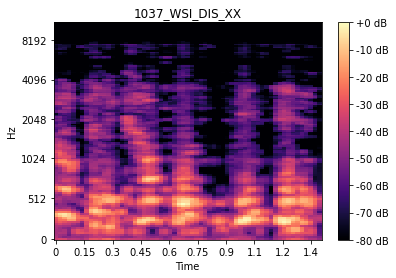 1037_WSI_DIS_XX
8192
4096
2048
1024
512
0
Hz
0 0.15 0.3 0.45 0.6 0.75 0.9 1.1 1.2 1.4
Time
+0 dB
-10 dB
-20 dB
-30 dB
-40 dB
-50 dB
-60 dB
-70 dB
-80 dB